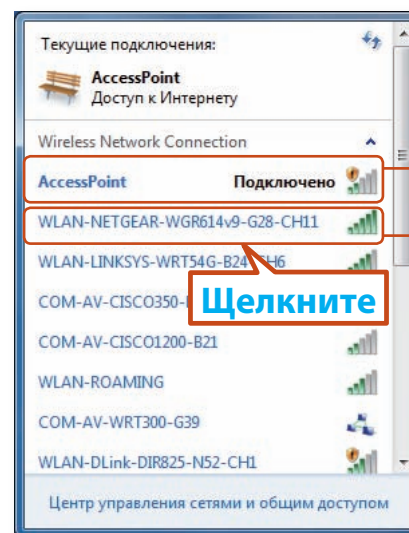 Текущие подключения:
AccessPoint
Доступ к Интернету
Wireless Network Connection
AccessPoint Подключено
WLAN-NETGEAR-WGR614v9-G28-CH11
WLAN-LINKSYS-WRT54G-B24-CH6
COM-AV-CISCO350-
Щелкните
COM-AV-CISCO1200-B21
WLAN-ROAMING
COM-AV-WRT300-G39
WLAN-DLink-DIR825-N52-CH1
Центр управления сетями и общим доступом